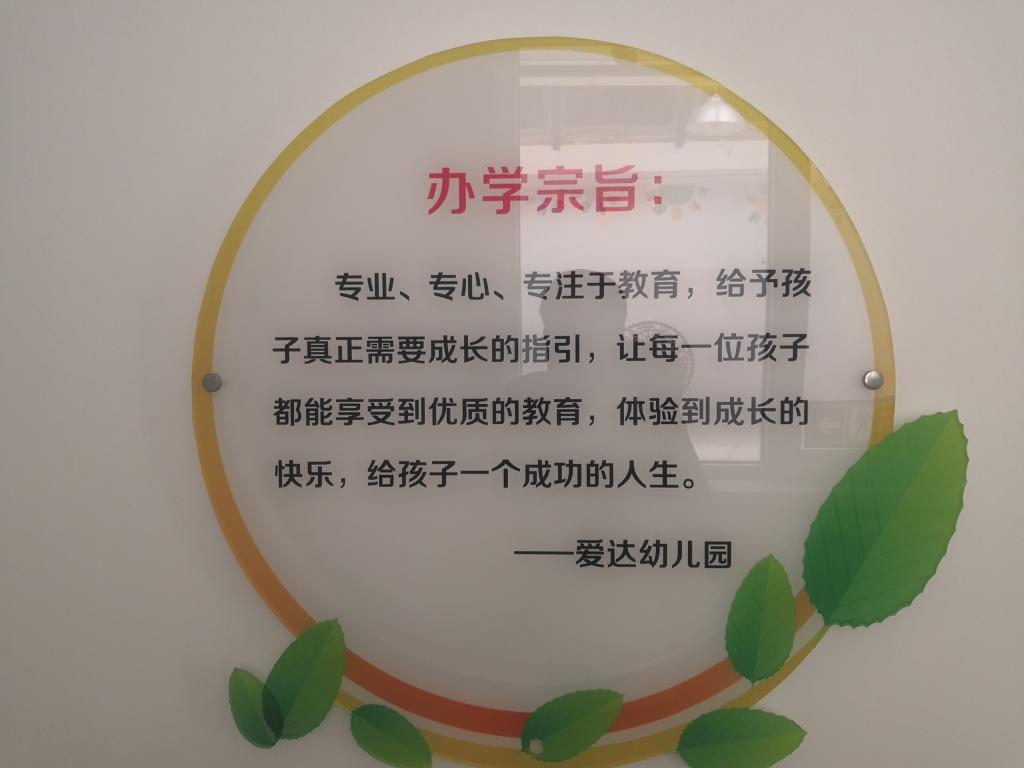 办学宗旨：
专业、专心、专注于教育，给予孩
子真正需要成长的指引，让每一位孩子
都能享受到优质的教育，体验到成长的
快乐，给孩子一个成功的人生。
——爱达幼儿园